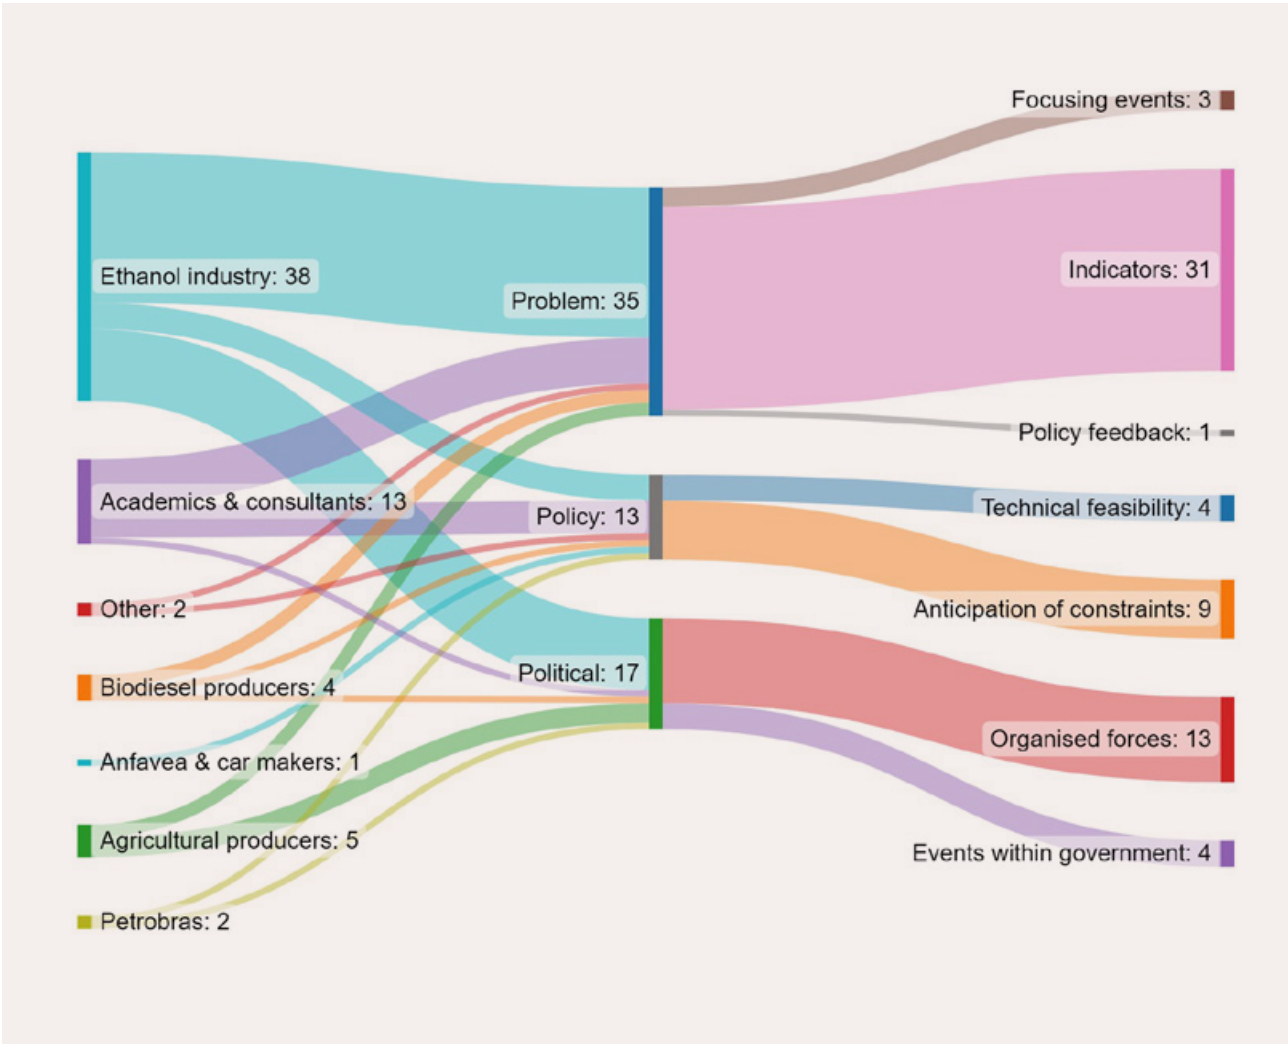 Ethanol industry: 38
Academics & consultants: 13
Other: 2
Biodiesel producers: 4
Anfavea & car makers: 1
Agricultural producers: 5
Petrobras: 2
Problem: 35
Policy: 13
Political: 17
Focusing events: 3
Indicators: 31
Policy feedback: 1
Technical feasibility: 4
Anticipation of constraints: 9
Organised forces: 13
Events within government: 4